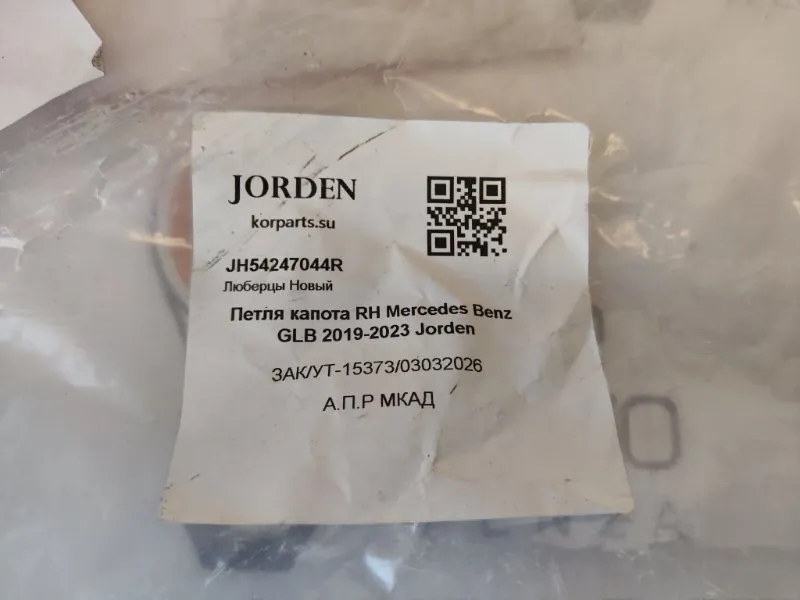 JORDEN
korparts.su
JH54247044R
Люберцы Новый
Петля капота RH Mercedes Benz
GLB 2019-2023 Jorden
ЗАК/УТ-15373/03032026
А.П.Р МКАД